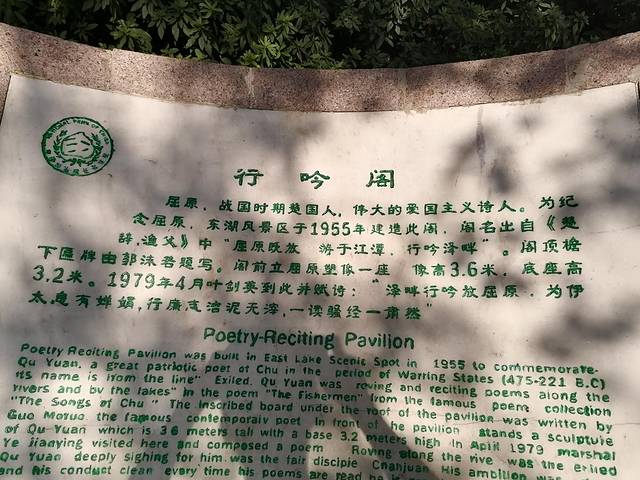 行吟阁
屈原，战国时期楚国人，伟大的爱国主义诗人。为纪
念屈原，东湖风景区于1955年建造此阁，阁名出自《楚
辞.渔父》中“屈原既放 游于江潭，行吟泽畔”。阁顶檐
下匾牌由郭沫若题写。阁前立屈原塑像一座 像高3.6米，底座高
3.2米。1979年4月叶剑英到此并赋诗：“泽畔行吟放屈原，为伊
太息有婵娟，行廉志洁泥无滓，一读骚经一肃然”
Poetry-Reciting Pavilion
Poetry Reciting Pavilion was built in East Lake Scenic Spot in 1955 to commemorate
Qu Yuan, a great patriotic poet of Chu in the period of Warring States (475-221 B.C)
Its name is from the line" Exiled, Qu Yuan was roving and reciting poems along the
rivers and by the lakes" in the poem "The Fishermen" from the famous poem collection
"The Songs of Chu". The inscribed board under the roof of the pavilion was written by
Guo Moruo the famous contemporaiy poet front of he pavilion stands a sculptuie
of Qu Yuan which is 3 6 meters tall with a base 3.2 meters high In April 1979 marshal
Ye jianying visited here and composed a poem Roving along the rive was the eriled
Qu Yuan deeply sighing for him was the fair discipie Cnanjuan His ambition was
and his conduct clean every time his poems are read he is